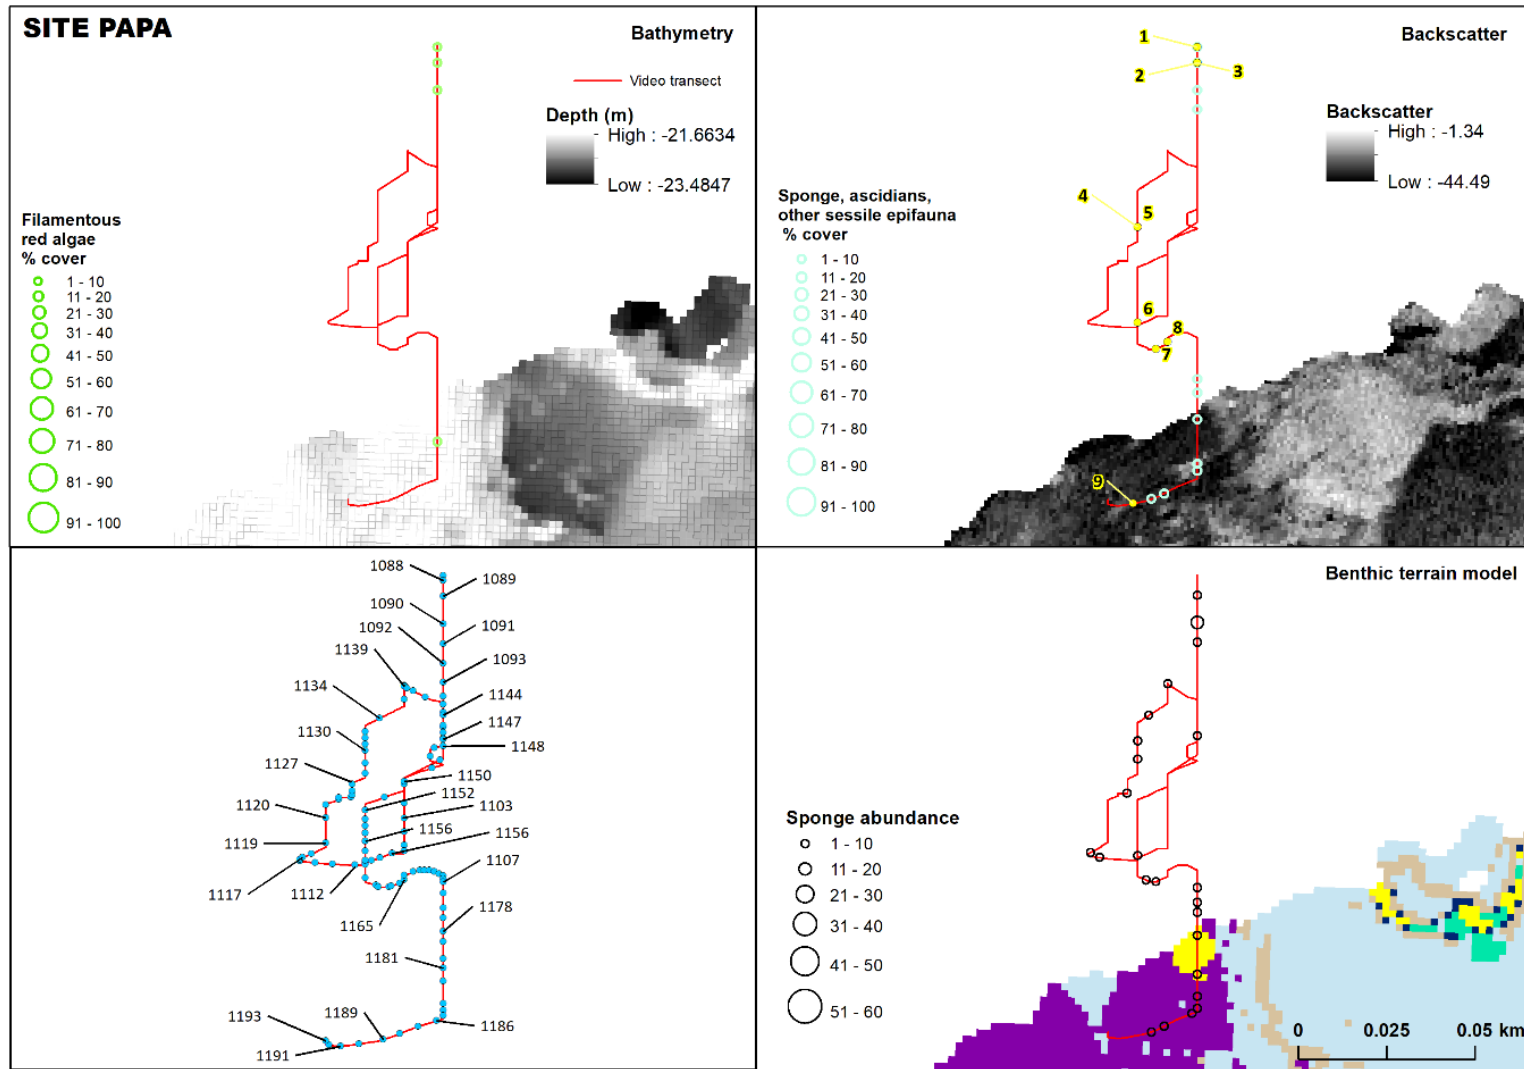 SITE PAPA
Bathymetry
Video transect
Depth (m)
High : -21.6634
Low : -23.4847
Filamentous
red algae
% cover
1 - 10
11 - 20
21 - 30
31 - 40
41 - 50
51 - 60
61 - 70
71 - 80
81 - 90
91 - 100
Backscatter
1
2
3
Backscatter
High : -1.34
Low : -44.49
4
5
Sponge, ascidians,
other sessile epifauna
% cover
1 - 10
11 - 20
21 - 30
31 - 40
41 - 50
51 - 60
61 - 70
71 - 80
81 - 90
91 - 100
6
8
7
9
1088
1089
1090
1091
1092
1093
1139
1134
1144
1130
1147
1148
1127
1150
1152
1120
1103
1119
1156
1156
1117
1112
1107
1165
1178
1181
1193
1189
1186
1191
Benthic terrain model
Sponge abundance
1 - 10
11 - 20
21 - 30
31 - 40
41 - 50
51 - 60
0 0.025 0.05 km